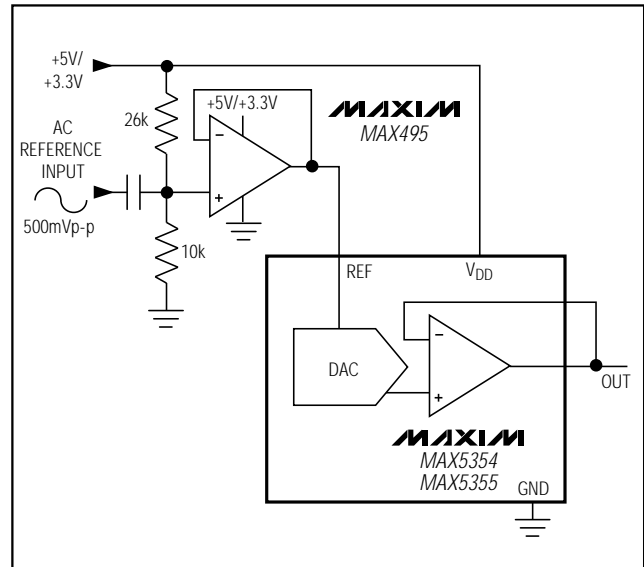 +5V/
+3.3V
26k
+5V/+3.3V
MAXIM
MAX495
AC
REFERENCE
INPUT
500mVp-p
−
+
10k
REF
VDD
DAC
−
+
OUT
MAXIM
MAX5354
MAX5355
GND